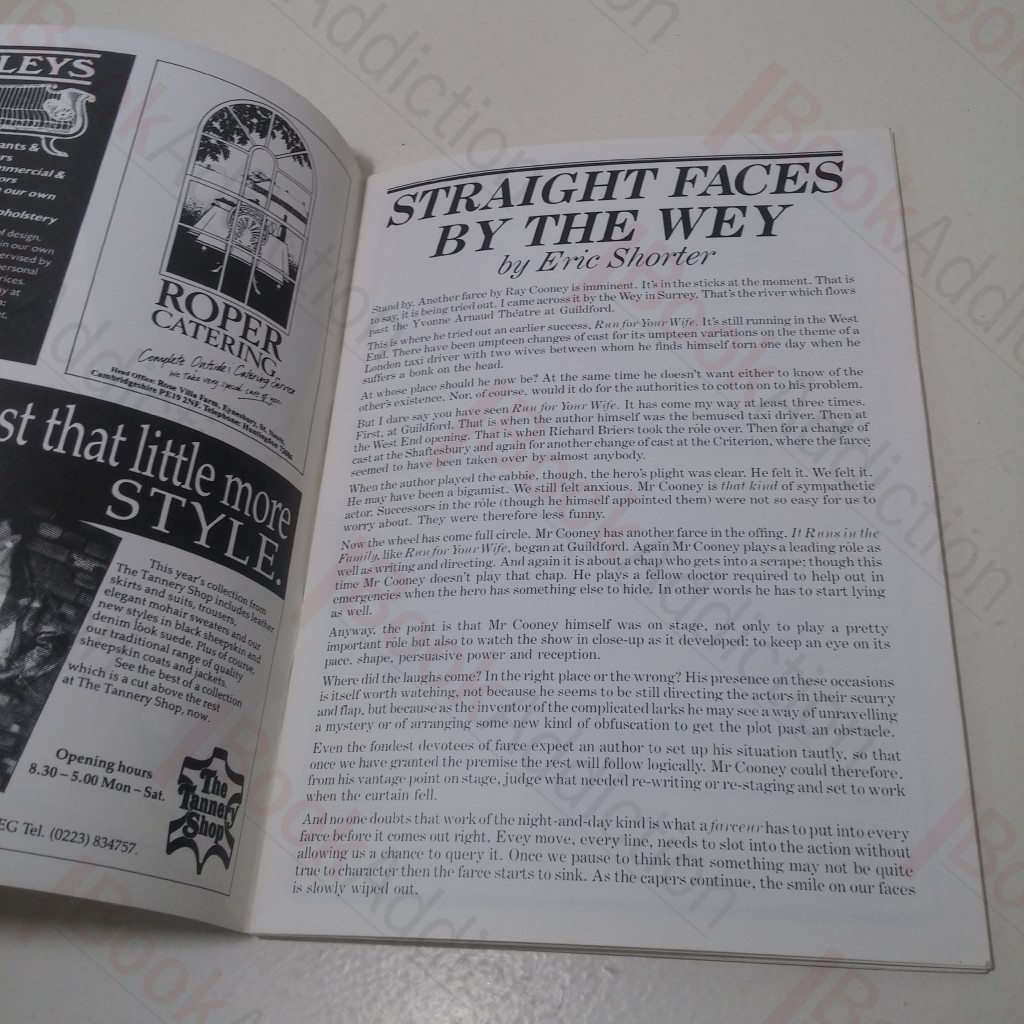 LEYS
ants &
rs
mmercial &
ors
our own
pholstery
of design,
in our own
ervised by
ersonal
rices.
ay at
a:
ROPER
CATERING.
Complete Outside Catering Service
We take very special care of you.
Head Office: Rose Villa Farm, Eynesbury, St. Neots,
Cambridgeshire PE19 2NF. Telephone: Huntingdon
st that little more
STYLE.
This year's collection from
The Tannery Shop includes leather
skirts and suits, trousers,
elegant mohair sweaters and our
new styles in black sheepskin and
denim look suede. Plus of course,
our traditional range of quality
sheepskin coats and jackets.
See the best of a collection
which is a cut above the rest
at The Tannery Shop, now.
Opening hours
8.30 – 5.00 Mon – Sat.
The
Tannery
Shop
EG Tel. (0223) 834757.
STRAIGHT FACES
BY THE WEY
by Eric Shorter
Stand by. Another farce by Ray Cooney is imminent. It's in the sticks at the moment. That is
to say, it is being tried out. I came across it by the Wey in Surrey. That's the river which flows
past the Yvonne Arnaud Théatre at Guildford.
This is where he tried out an earlier success, Run for Your Wife. It's still running in the West
End. There have been umpteen changes of cast for its umpteen variations on the theme of a
London taxi driver with two wives between whom he finds himself torn one day when he
suffers a bonk on the head.
At whose place should he now be? At the same time he doesn't want either to know of the
other's existence. Nor, of course, would it do for the authorities to cotton on to his problem.
But I dare say you have seen Run for Your Wife. It has come my way at least three times.
First, at Guildford. That is when the author himself was the bemused taxi driver. Then at
the West End opening. That is when Richard Briers took the rôle over. Then for a change of
cast at the Shaftesbury and again for another change of cast at the Criterion, where the farce
seemed to have been taken over by almost anybody.
When the author played the cabbie, though, the hero's plight was clear. He felt it. We felt it.
He may have been a bigamist. We still felt anxious. Mr Cooney is that kind of sympathetic
actor. Successors in the rôle (though he himself appointed them) were not so easy for us to
worry about. They were therefore less funny.
Now the wheel has come full circle. Mr Cooney has another farce in the offing. It Runs in the
Family, like Run for Your Wife, began at Guildford. Again Mr Cooney plays a leading rôle as
well as writing and directing. And again it is about a chap who gets into a scrape; though this
time Mr Cooney doesn't play that chap. He plays a fellow doctor required to help out in
emergencies when the hero has something else to hide. In other words he has to start lying
as well.
Anyway, the point is that Mr Cooney himself was on stage, not only to play a pretty
important rôle but also to watch the show in close-up as it developed: to keep an eye on its
pace, shape, persuasive power and reception.
Where did the laughs come? In the right place or the wrong? His presence on these occasions
is itself worth watching, not because he seems to be still directing the actors in their scurry
and flap, but because as the inventor of the complicated larks he may see a way of unravelling
a mystery or of arranging some new kind of obfuscation to get the plot past an obstacle.
Even the fondest devotees of farce expect an author to set up his situation tautly, so that
once we have granted the premise the rest will follow logically. Mr Cooney could therefore,
from his vantage point on stage, judge what needed re-writing or re-staging and set to work
when the curtain fell.
And no one doubts that work of the night-and-day kind is what a farceur has to put into every
farce before it comes out right. Evey move, every line, needs to slot into the action without
allowing us a chance to query it. Once we pause to think that something may not be quite
true to character then the farce starts to sink. As the capers continue, the smile on our faces
is slowly wiped out.
Book Addiction